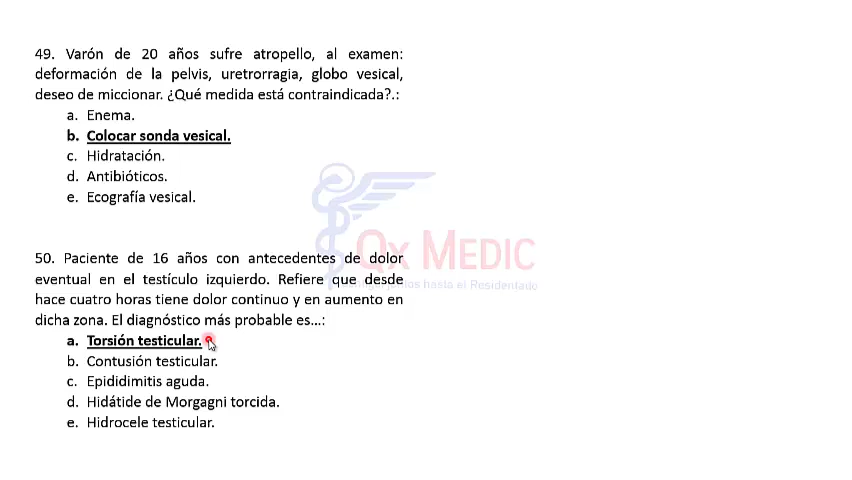 49. Varón de 20 años sufre atropello, al examen:
deformación de la pelvis, uretrorragia, globo vesical,
deseo de miccionar. ¿Qué medida está contraindicada?.:
a. Enema.
b. Colocar sonda vesical.
c. Hidratación.
d. Antibióticos.
e. Ecografía vesical.
Qx MEDIC
50. Paciente de 16 años con antecedentes de dolor
eventual en el testículo izquierdo. Refiere que desde
hace cuatro horas tiene dolor continuo y en aumento en
dicha zona. El diagnóstico más probable es...:
a. Torsión testicular.
b. Contusión testicular.
c. Epididimitis aguda.
d. Hidátide de Morgagni torcida.
e. Hidrocele testicular.
juntos hasta el Residentado